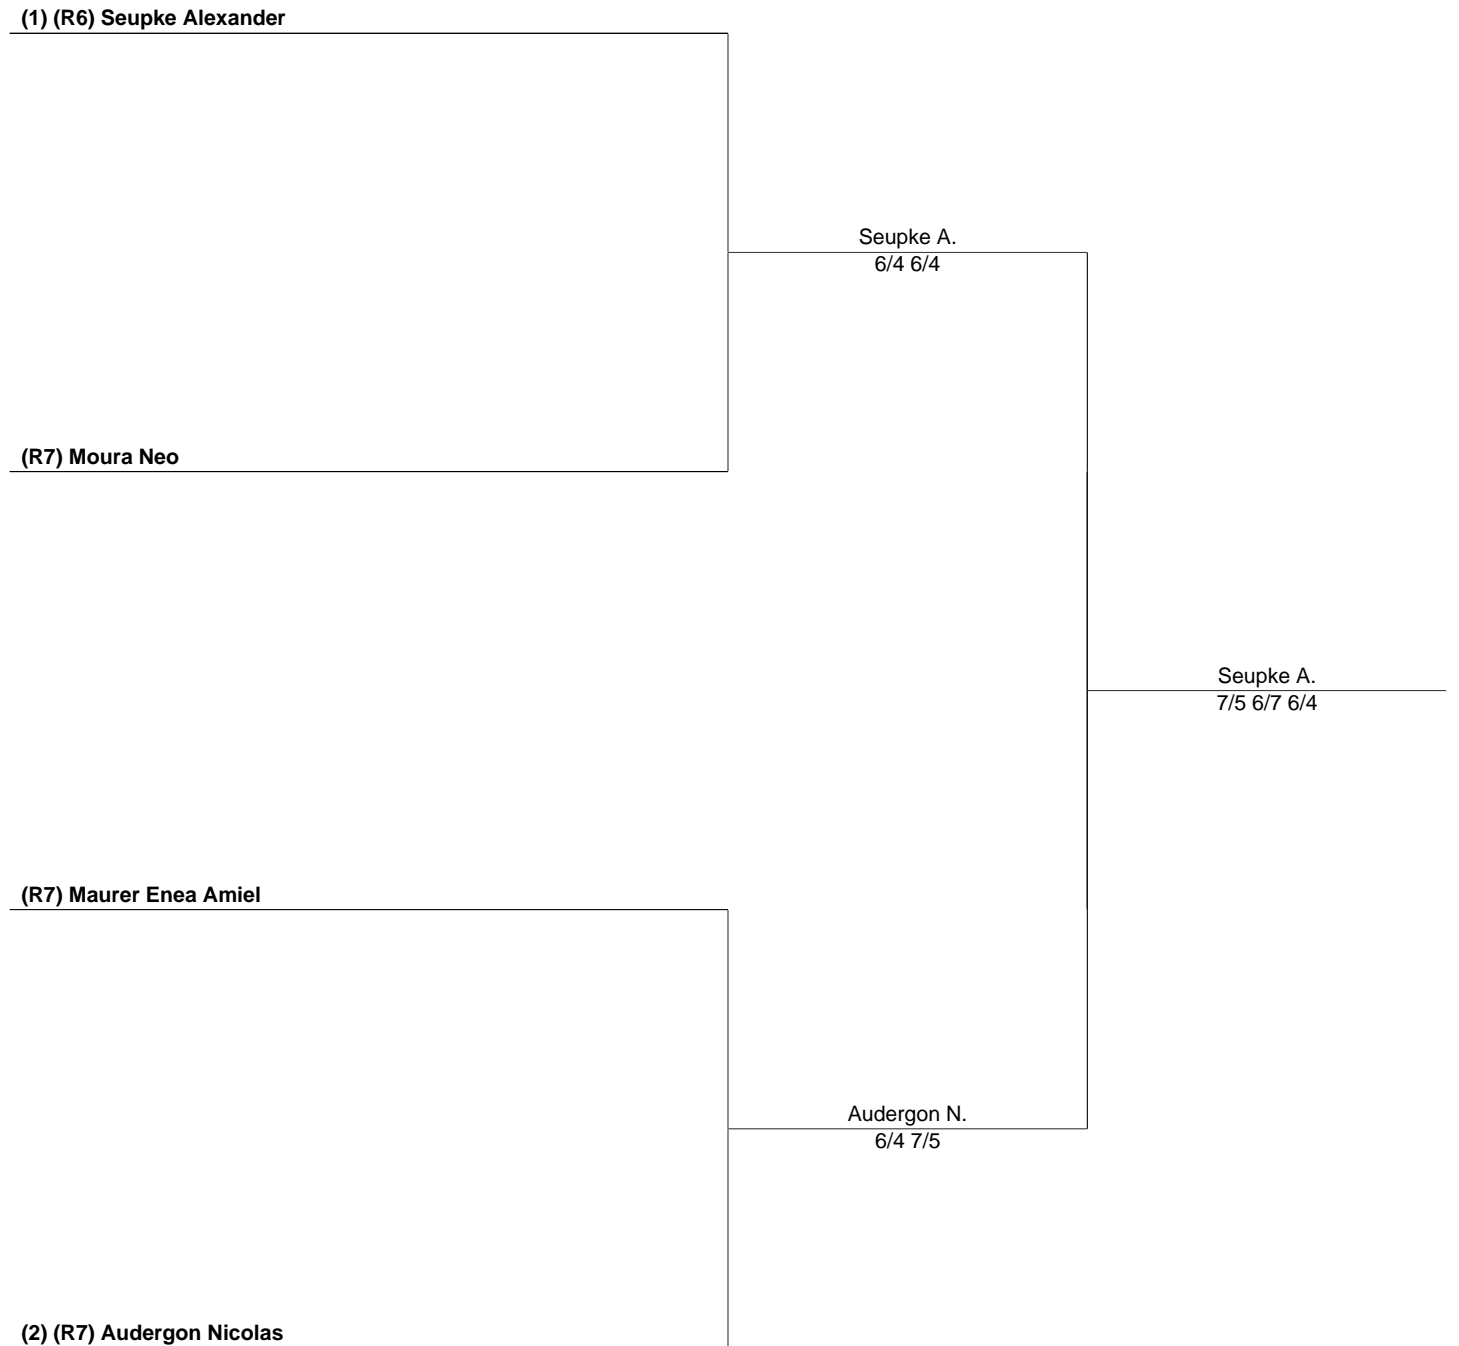 (1) (R6) Seupke Alexander
Seupke A.
6/4 6/4
(R7) Moura Neo
Seupke A.
7/5 6/7 6/4
(R7) Maurer Enea Amiel
Audergon N.
6/4 7/5
(2) (R7) Audergon Nicolas